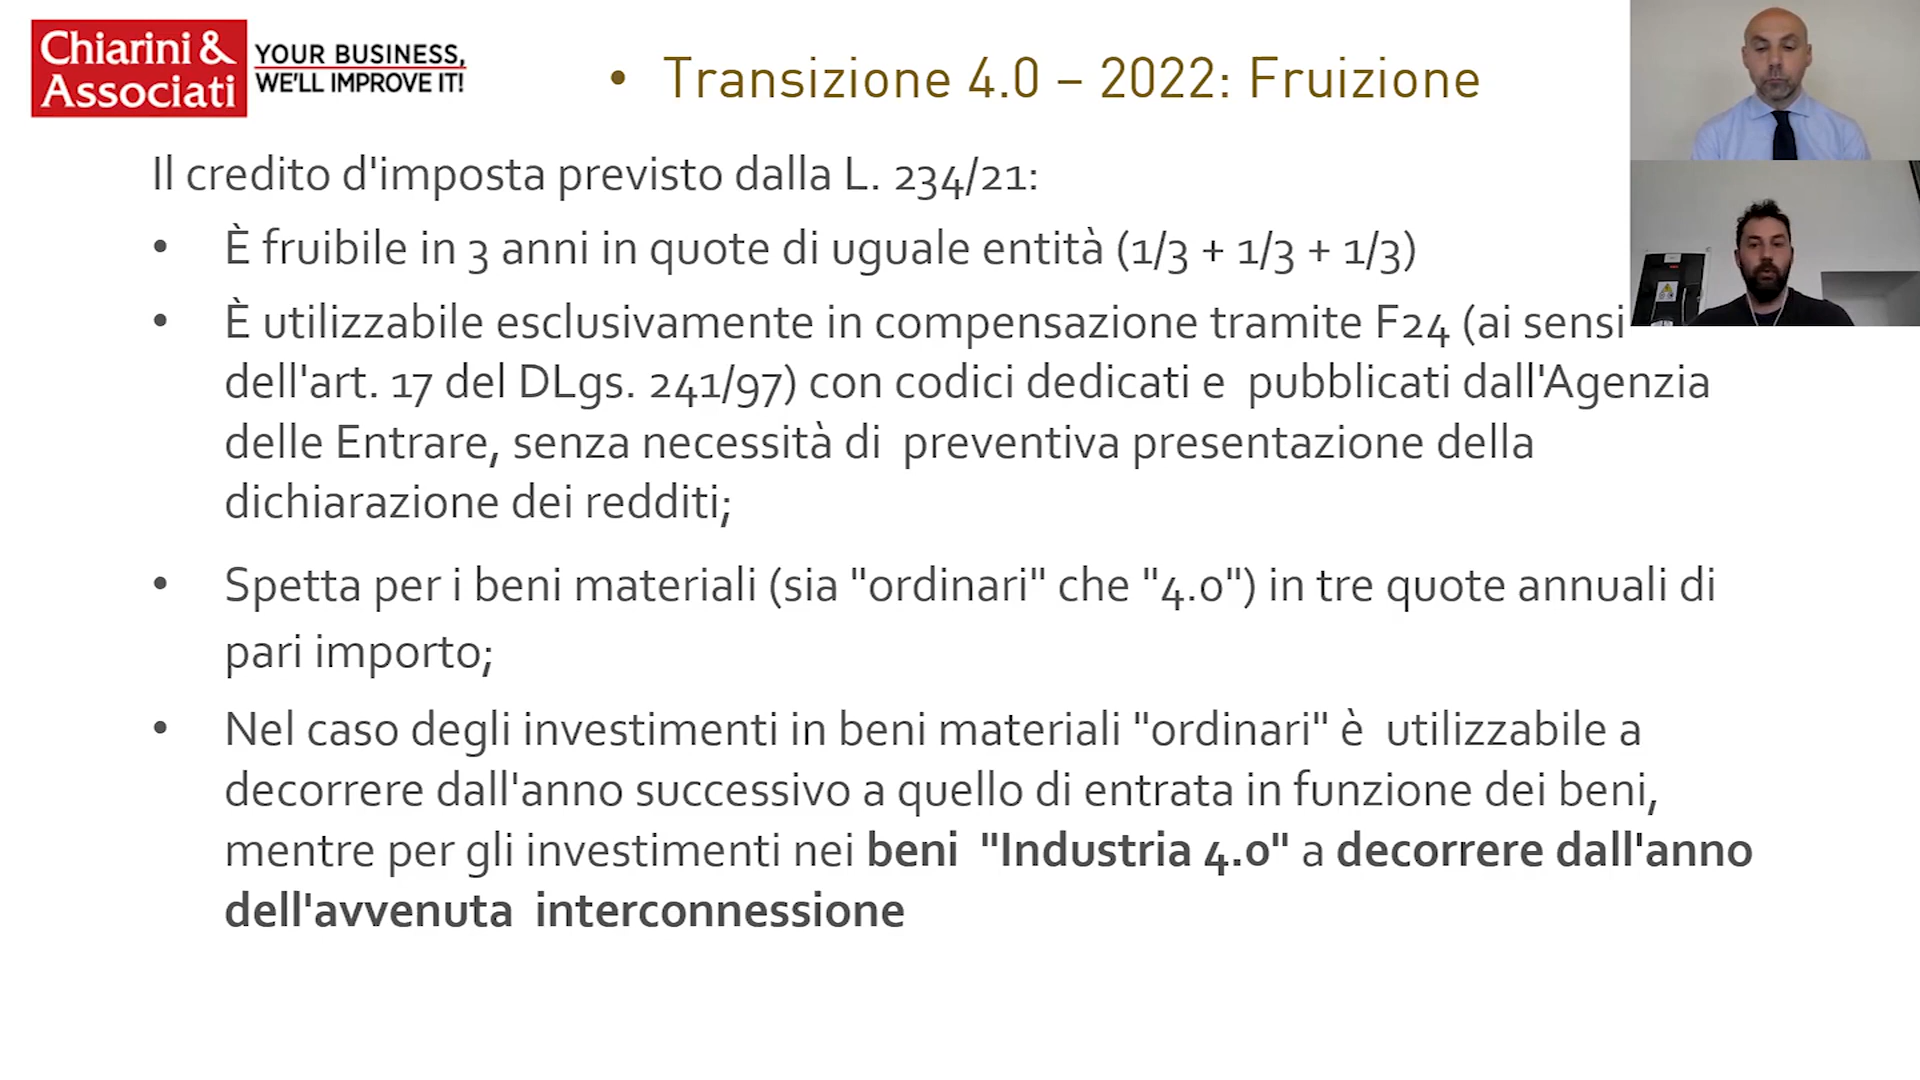 Chiarini &
Associati
YOUR BUSINESS,
WE'LL IMPROVE IT!
• Transizione 4.0 – 2022: Fruizione
Il credito d'imposta previsto dalla L. 234/21:
• È fruibile in 3 anni in quote di uguale entità (1/3 + 1/3 + 1/3)
• È utilizzabile esclusivamente in compensazione tramite F24 (ai sensi
dell'art. 17 del DLgs. 241/97) con codici dedicati e pubblicati dall'Agenzia
delle Entrare, senza necessità di preventiva presentazione della
dichiarazione dei redditi;
• Spetta per i beni materiali (sia "ordinari" che "4.0") in tre quote annuali di
pari importo;
• Nel caso degli investimenti in beni materiali "ordinari" è utilizzabile a
decorrere dall'anno successivo a quello di entrata in funzione dei beni,
mentre per gli investimenti nei beni "Industria 4.0" a decorrere dall'anno
dell'avvenuta interconnessione